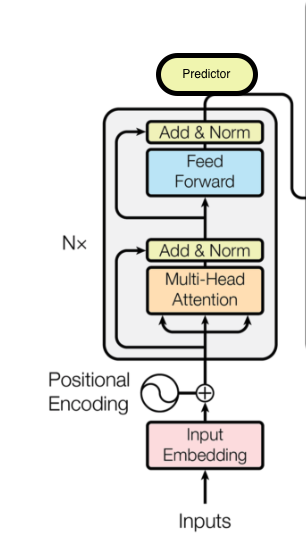 Predictor
Add & Norm
Feed
Forward
N×
Add & Norm
Multi-Head
Attention
Positional
Encoding
Input
Embedding
Inputs